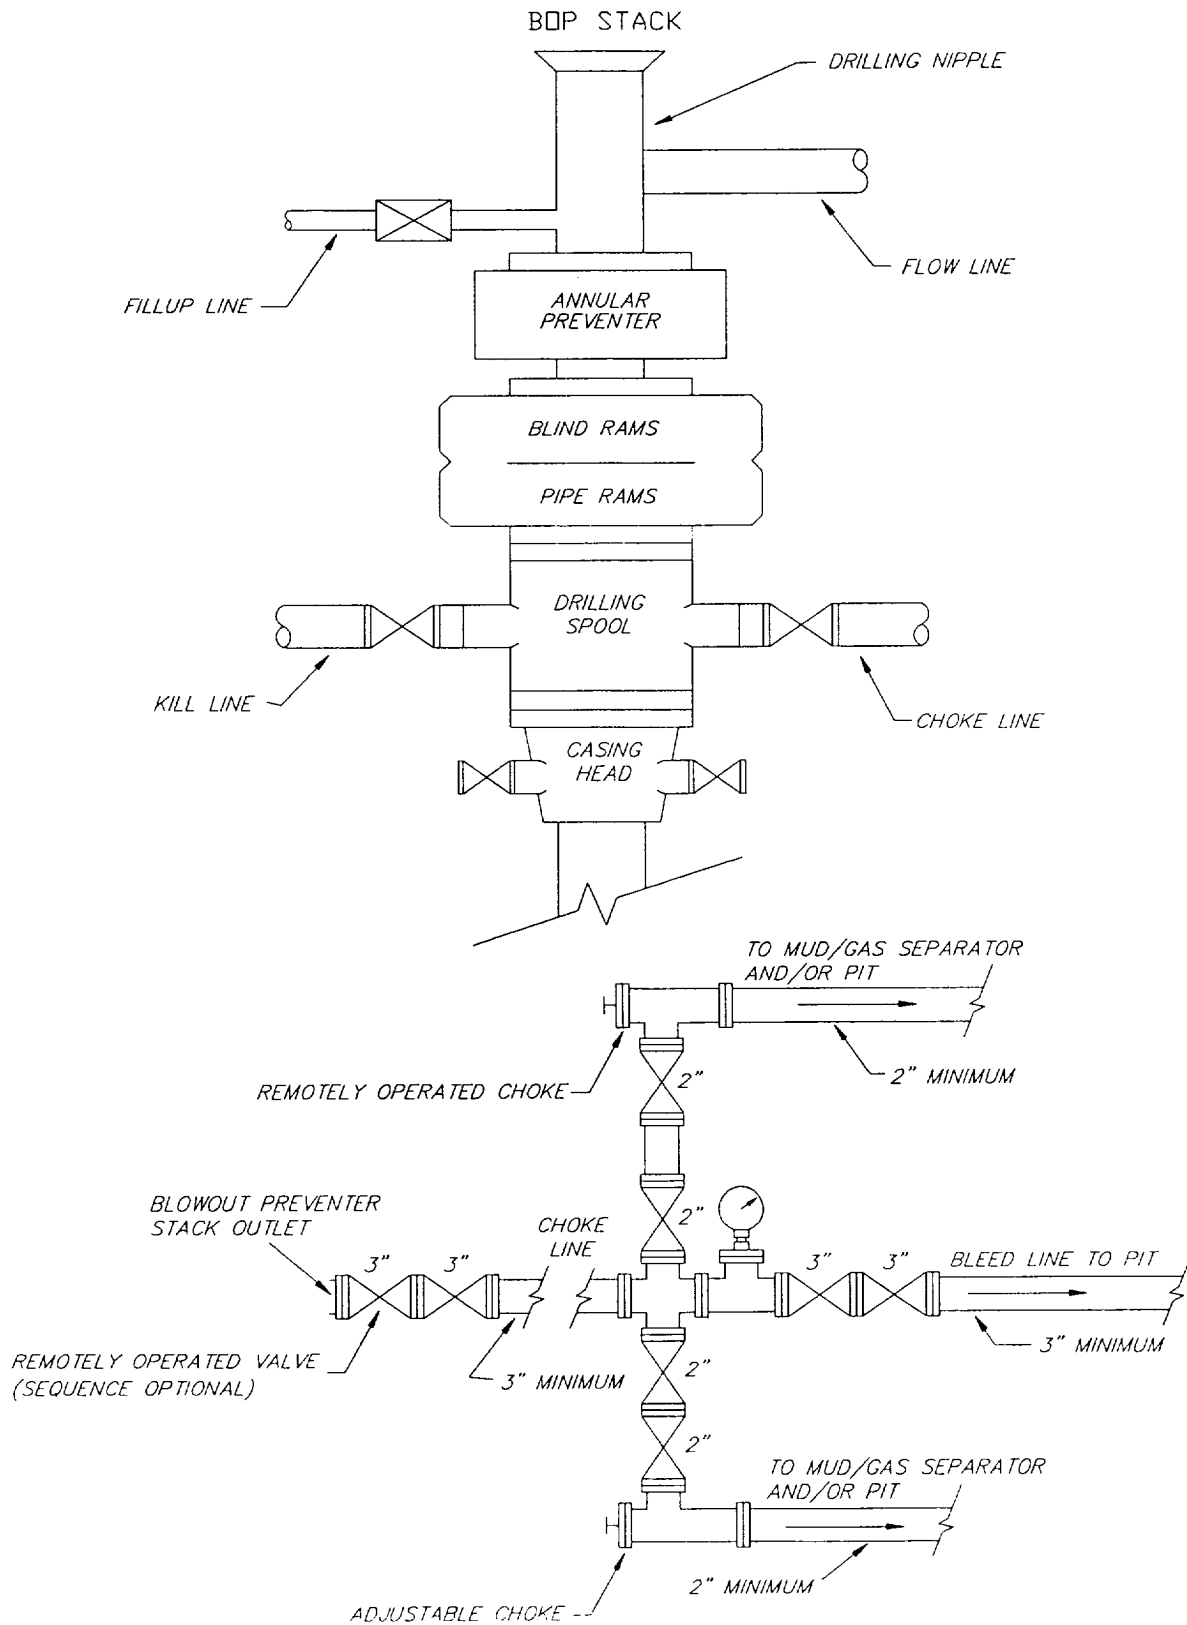 BOP STACK
DRILLING NIPPLE
FLOW LINE
FILLUP LINE
ANNULAR
PREVENTER
BLIND RAMS
PIPE RAMS
DRILLING
SPOOL
KILL LINE
CHOKE LINE
CASING
HEAD
TO MUD/GAS SEPARATOR
AND/OR PIT
2" MINIMUM
REMOTELY OPERATED CHOKE
2"
BLOWOUT PREVENTER
STACK OUTLET
2"
CHOKE
LINE
3"
3"
3"
3"
BLEED LINE TO PIT
3" MINIMUM
REMOTELY OPERATED VALVE
(SEQUENCE OPTIONAL)
3" MINIMUM
2"
2"
TO MUD/GAS SEPARATOR
AND/OR PIT
2" MINIMUM
ADJUSTABLE CHOKE